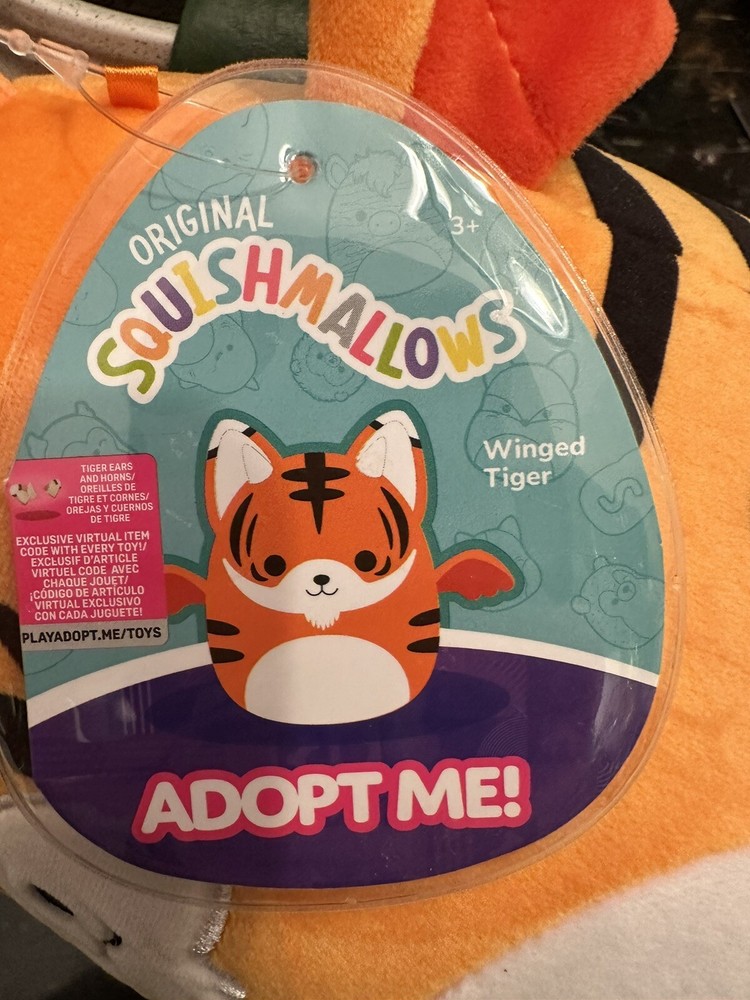 ORIGINAL
SQUISHMALLOWS
3+
Winged
Tiger
TIGER EARS
AND HORNS/
OREILLES DE
TIGRE ET CORNES/
OREJAS Y CUERNOS
DE TIGRE
EXCLUSIVE VIRTUAL ITEM
CODE WITH EVERY TOY!/
EXCLUSIF D'ARTICLE
VIRTUEL CODE AVEC
CHAQUE JOUET/
¡CÓDIGO DE ARTÍCULO
VIRTUAL EXCLUSIVO
CON CADA JUGUETE!
PLAYADOPT.ME/TOYS
ADOPT ME!